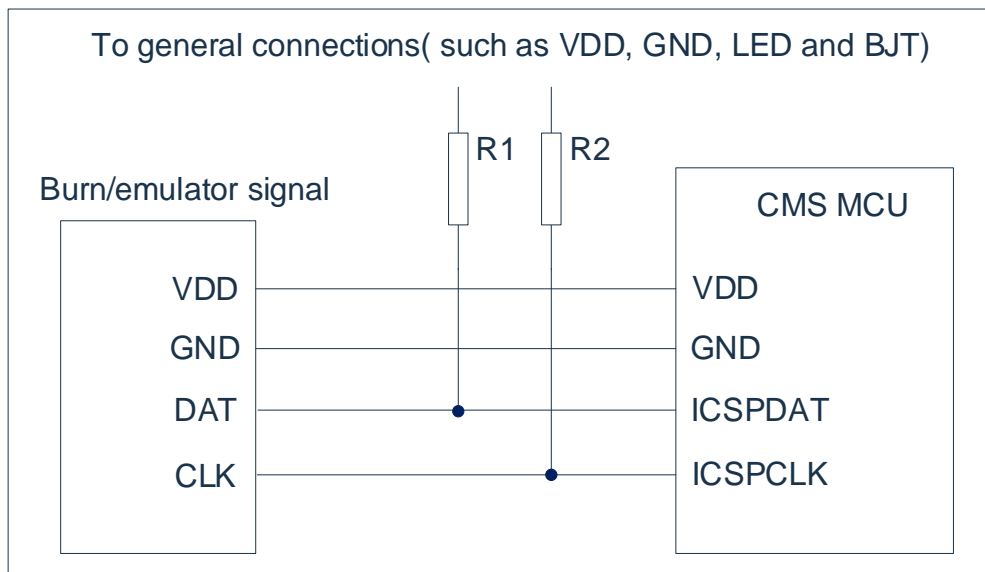 To general connections( such as VDD, GND, LED and BJT)
R1
R2
Burn/emulator signal
CMS MCU
VDD
VDD
GND
GND
DAT
ICSPDAT
CLK
ICSPCLK